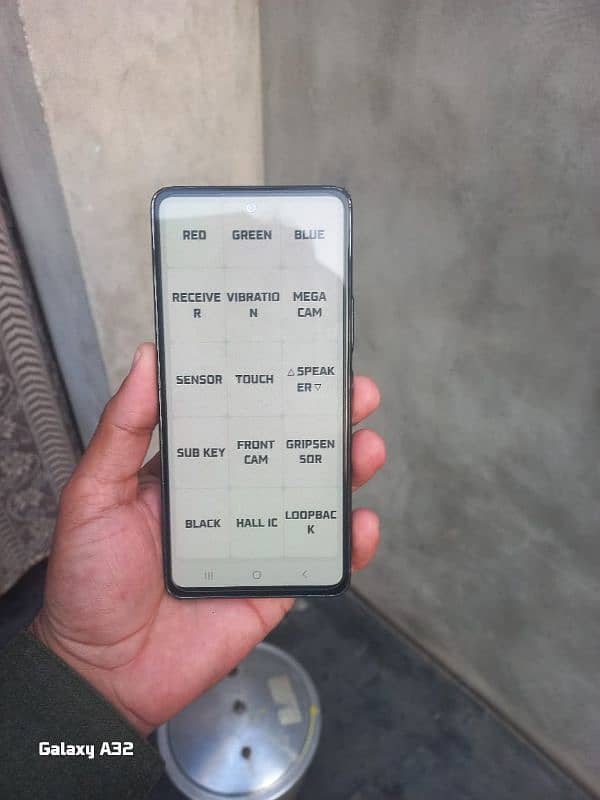 RED GREEN BLUE
RECEIVE VIBRATIO MEGA
R N CAM
SENSOR TOUCH △SPEAK
ER▽
SUB KEY FRONT GRIPSEN
CAM SOR
BLACK HALL IC LOOPBAC
K
Galaxy A32